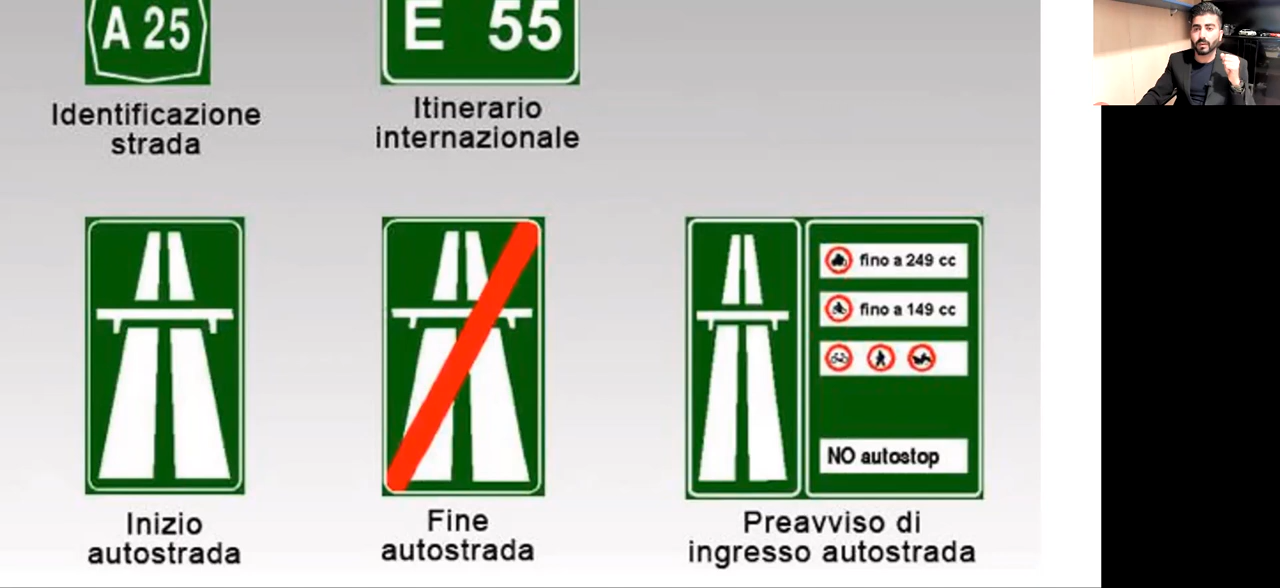 A 25
E 55
Identificazione
strada
Itinerario
internazionale
fino a 249 cc
fino a 149 cc
NO autostop
Inizio
autostrada
Fine
autostrada
Preavviso di
ingresso autostrada